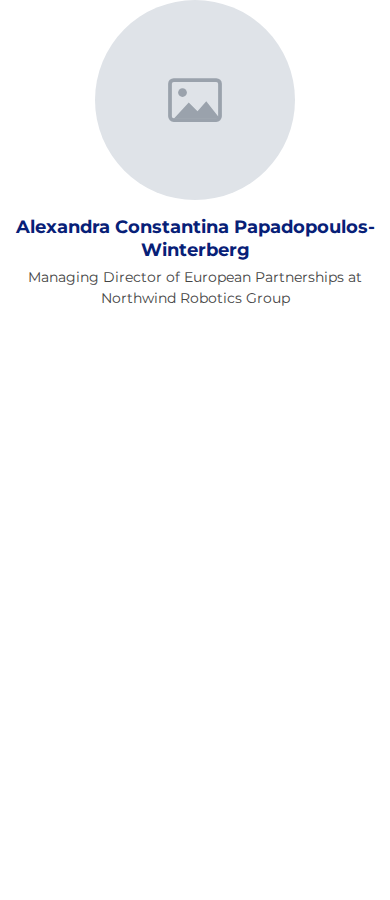 Alexandra Constantina Papadopoulos-
Winterberg
Managing Director of European Partnerships at
Northwind Robotics Group